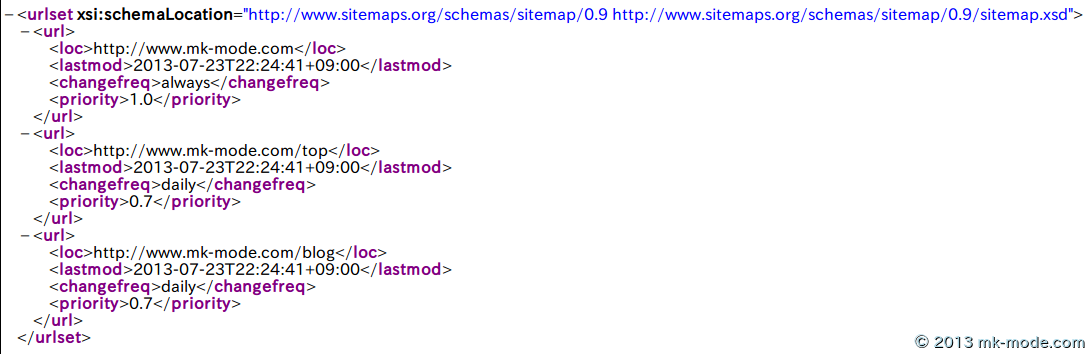 −<urlset xsi:schemaLocation="http://www.sitemaps.org/schemas/sitemap/0.9 http://www.sitemaps.org/schemas/sitemap/0.9/sitemap.xsd">
−<url>
<loc>http://www.mk-mode.com</loc>
<lastmod>2013-07-23T22:24:41+09:00</lastmod>
<changefreq>always</changefreq>
<priority>1.0</priority>
</url>
−<url>
<loc>http://www.mk-mode.com/top</loc>
<lastmod>2013-07-23T22:24:41+09:00</lastmod>
<changefreq>daily</changefreq>
<priority>0.7</priority>
</url>
−<url>
<loc>http://www.mk-mode.com/blog</loc>
<lastmod>2013-07-23T22:24:41+09:00</lastmod>
<changefreq>daily</changefreq>
<priority>0.7</priority>
</url>
</urlset>
© 2013 mk-mode.com